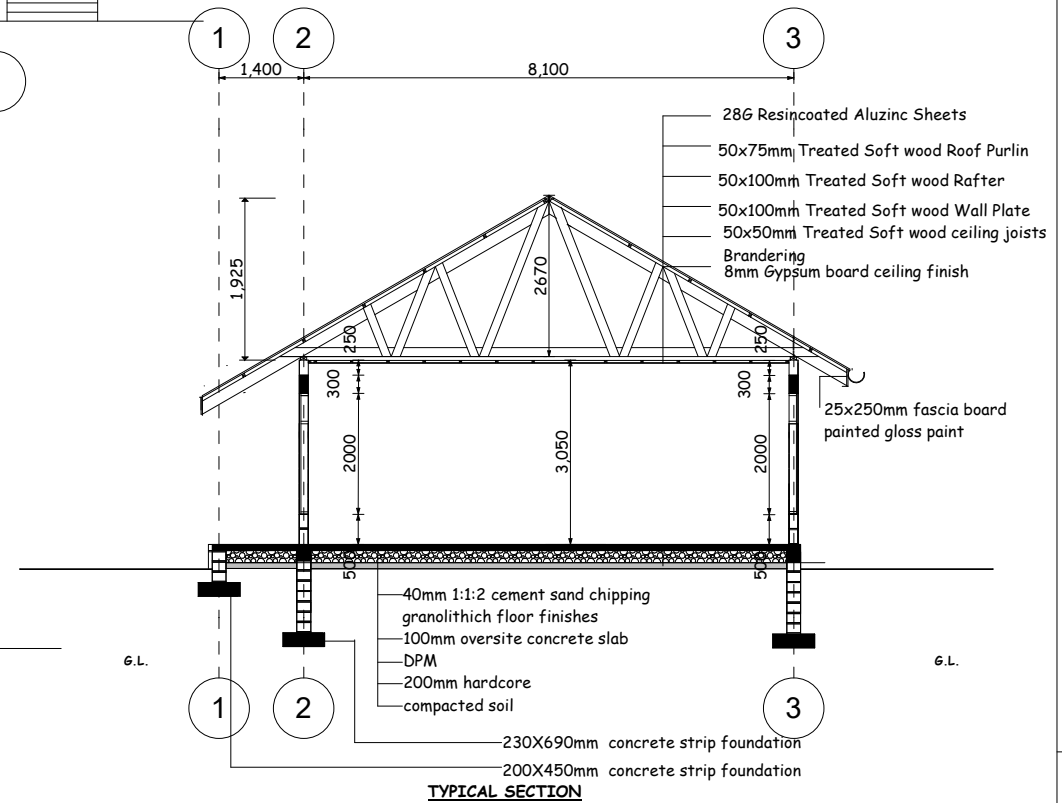 1
2
3
1,400
8,100
28G Resincoated Aluzinc Sheets
50x75mm Treated Soft wood Roof Purlin
50x100mm Treated Soft wood Rafter
50x100mm Treated Soft wood Wall Plate
50x50mm Treated Soft wood ceiling joists
Brandering
8mm Gypsum board ceiling finish
1,925
2670
250
250
300
300
25x250mm fascia board
painted gloss paint
2000
3,050
2000
500
500
40mm 1:1:2 cement sand chipping
granolithich floor finishes
100mm oversite concrete slab
DPM
200mm hardcore
compacted soil
G.L.
G.L.
1
2
3
230X690mm concrete strip foundation
200X450mm concrete strip foundation
TYPICAL SECTION